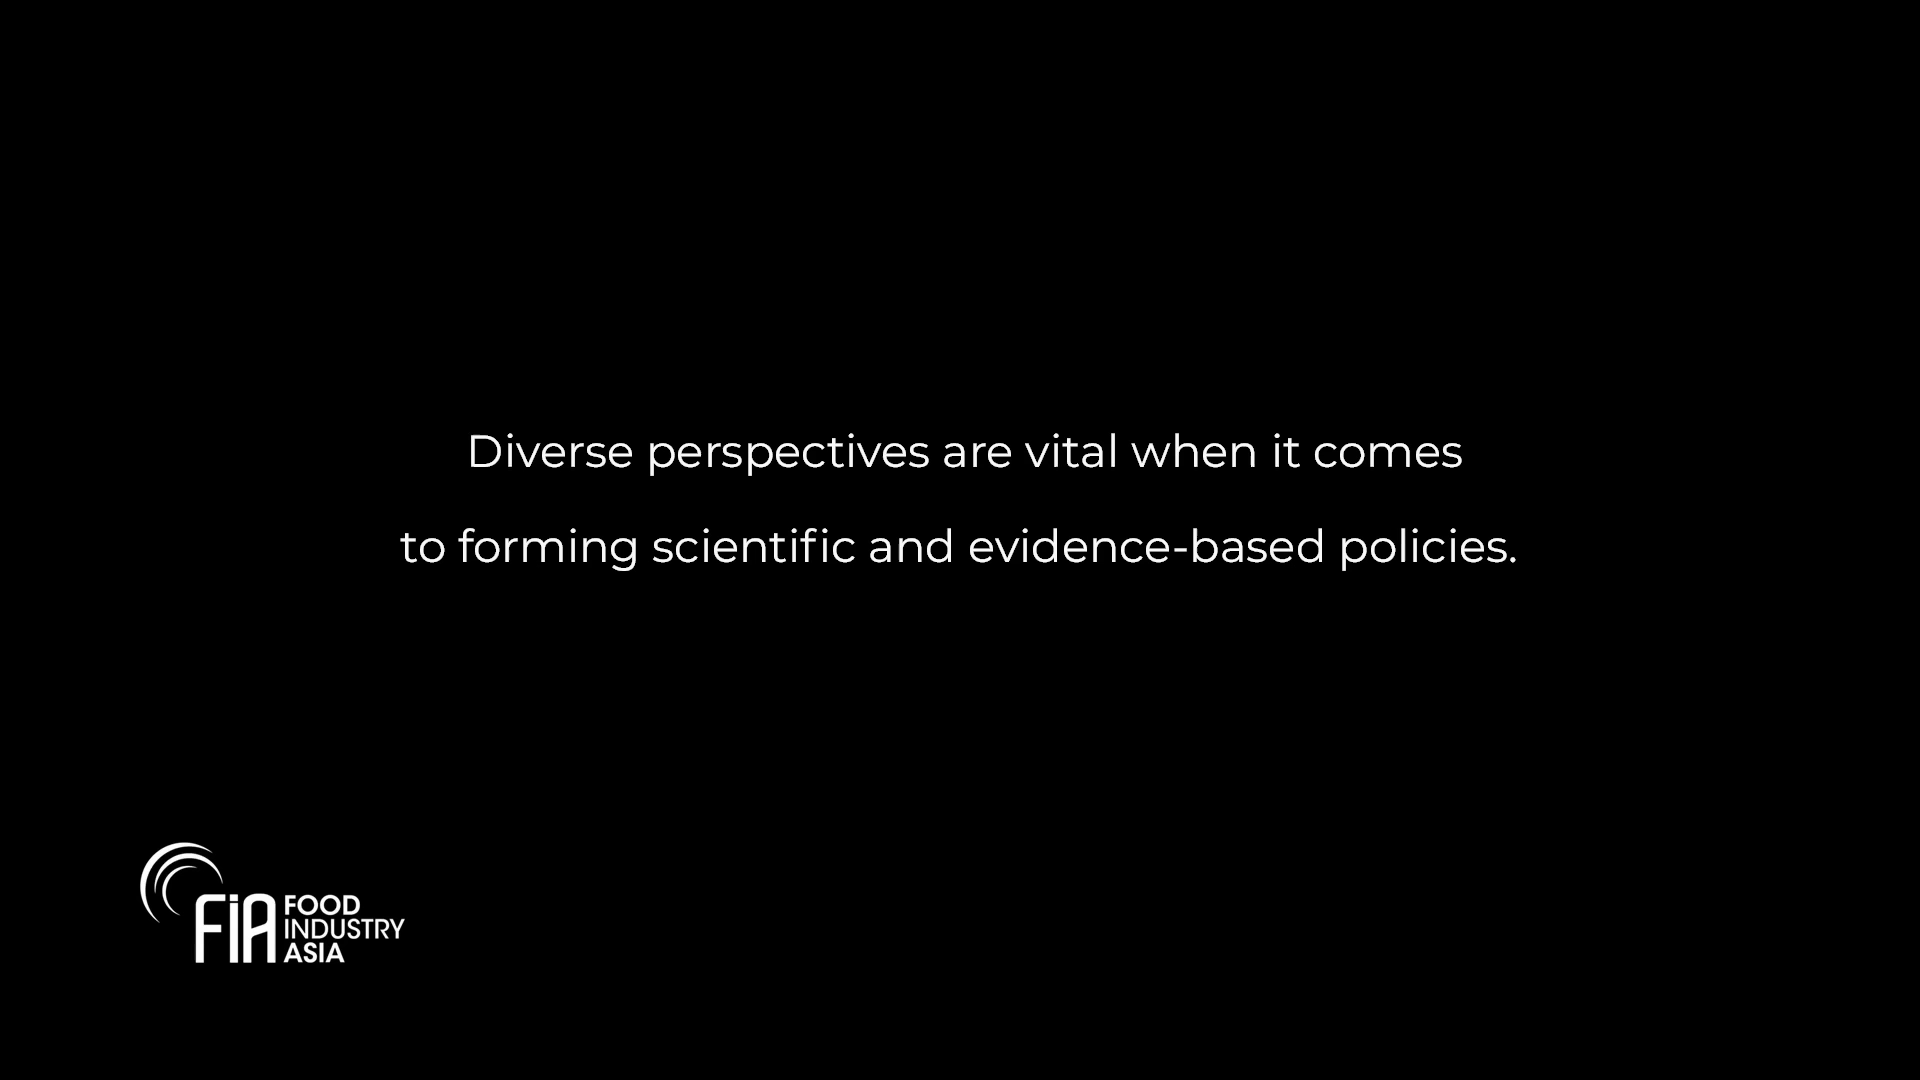 Diverse perspectives are vital when it comes
to forming scientific and evidence-based policies.
FIA FOOD
INDUSTRY
ASIA